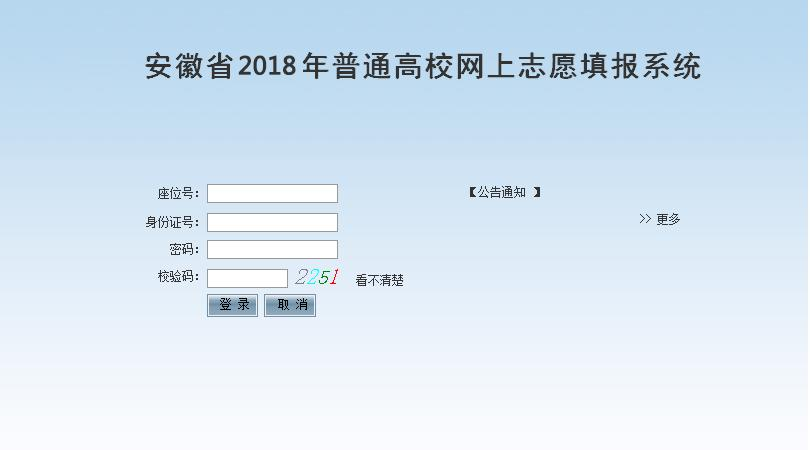 安徽省2018年普通高校网上志愿填报系统
座位号：
【公告通知 】
>> 更多
身份证号：
密码：
校验码： 2251 看不清楚
登 录 取 消